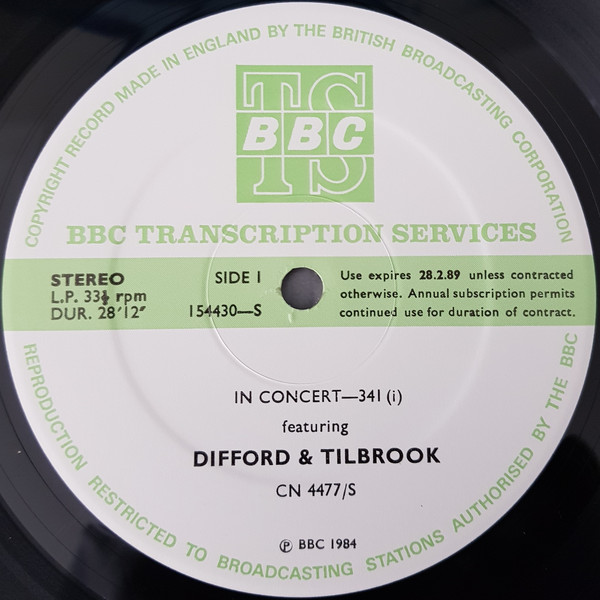 COPYRIGHT RECORD MADE IN ENGLAND BY THE BRITISH BROADCASTING CORPORATION
TS
BBC
BBC TRANSCRIPTION SERVICES
STEREO
L.P. 33⅓ rpm
DUR. 28′12″
SIDE 1
154430—S
Use expires 28.2.89 unless contracted
otherwise. Annual subscription permits
continued use for duration of contract.
IN CONCERT—341 (i)
featuring
DIFFORD & TILBROOK
CN 4477/S
℗ BBC 1984
REPRODUCTION RESTRICTED TO BROADCASTING STATIONS AUTHORISED BY THE BBC